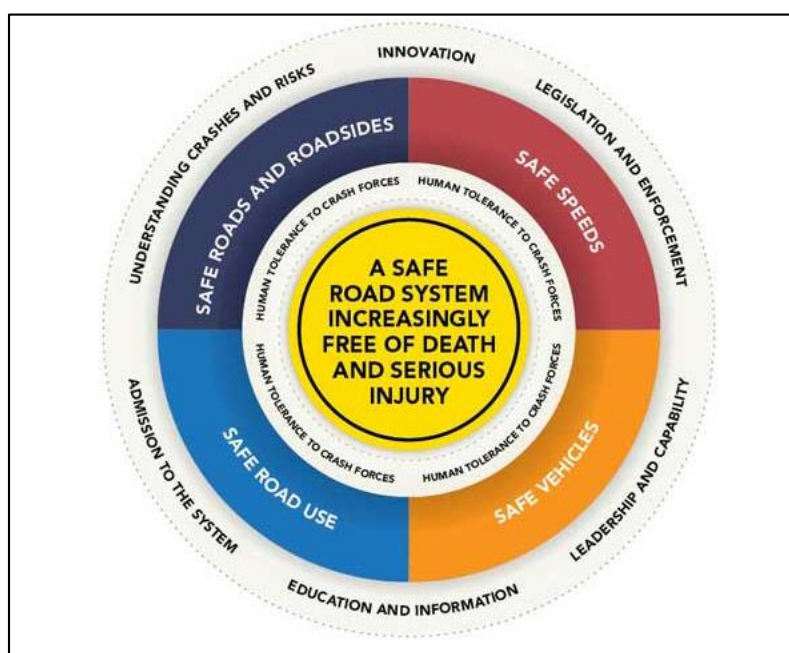 INNOVATION
LEGISLATION AND ENFORCEMENT
LEADERSHIP AND CAPABILITY
EDUCATION AND INFORMATION
ADMISSION TO THE SYSTEM
UNDERSTANDING CRASHES AND RISKS
SAFE ROADS AND ROADSIDES
SAFE SPEEDS
SAFE VEHICLES
SAFE ROAD USE
HUMAN TOLERANCE TO CRASH FORCES
HUMAN TOLERANCE TO CRASH FORCES
HUMAN TOLERANCE TO CRASH FORCES
HUMAN TOLERANCE TO CRASH FORCES
A SAFE
ROAD SYSTEM
INCREASINGLY
FREE OF DEATH
AND SERIOUS
INJURY